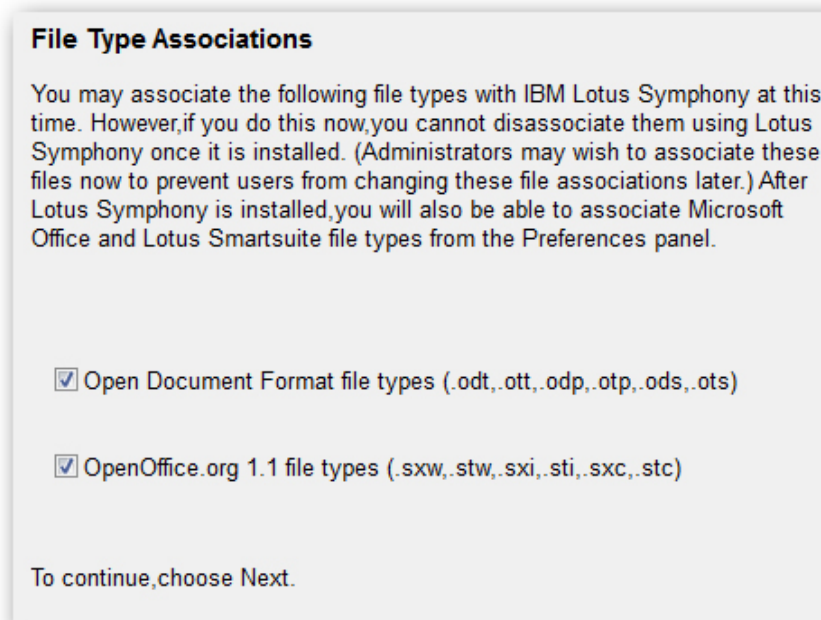 File Type Associations
You may associate the following file types with IBM Lotus Symphony at this
time. However,if you do this now,you cannot disassociate them using Lotus
Symphony once it is installed. (Administrators may wish to associate these
files now to prevent users from changing these file associations later.) After
Lotus Symphony is installed,you will also be able to associate Microsoft
Office and Lotus Smartsuite file types from the Preferences panel.
Open Document Format file types (.odt,.ott,.odp,.otp,.ods,.ots)
OpenOffice.org 1.1 file types (.sxw,.stw,.sxi,.sti,.sxc,.stc)
To continue,choose Next.